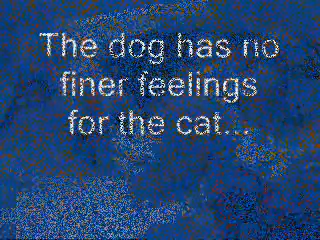 The dog has no
finer feelings
for the cat...